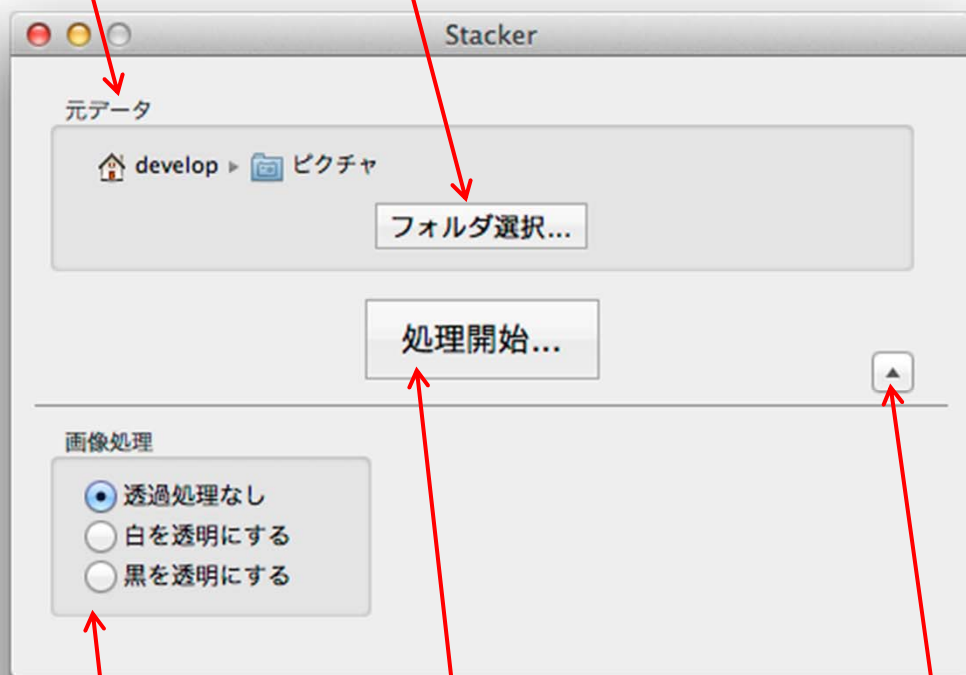 Stacker
元データ
develop ▸ ピクチャ
フォルダ選択...
処理開始...
画像処理
透過処理なし
白を透明にする
黒を透明にする